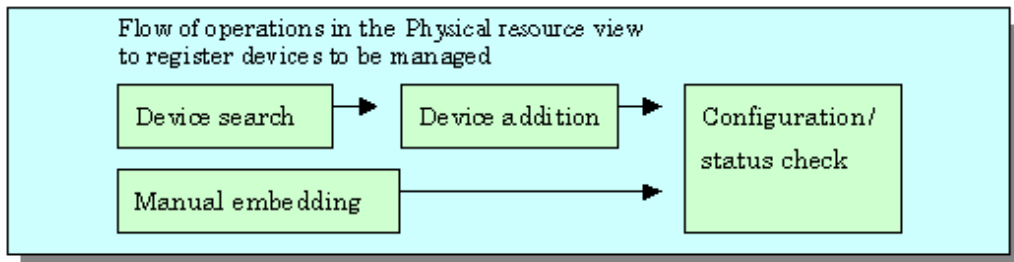 Flow of operations in the Physical resource view
to register devices to be managed
Device search
Device addition
Configuration/
status check
Manual embedding